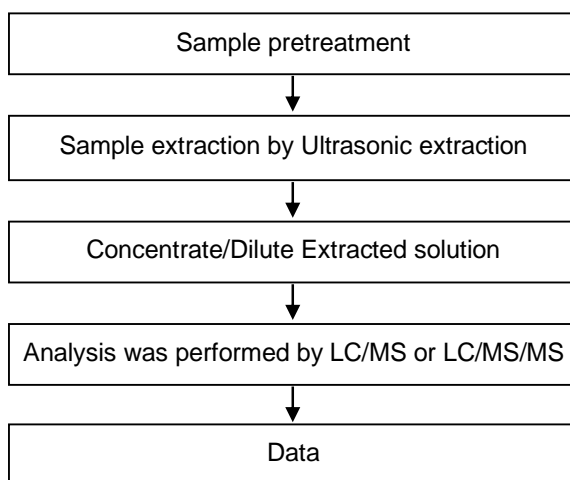 Sample pretreatment
Sample extraction by Ultrasonic extraction
Concentrate/Dilute Extracted solution
Analysis was performed by LC/MS or LC/MS/MS
Data